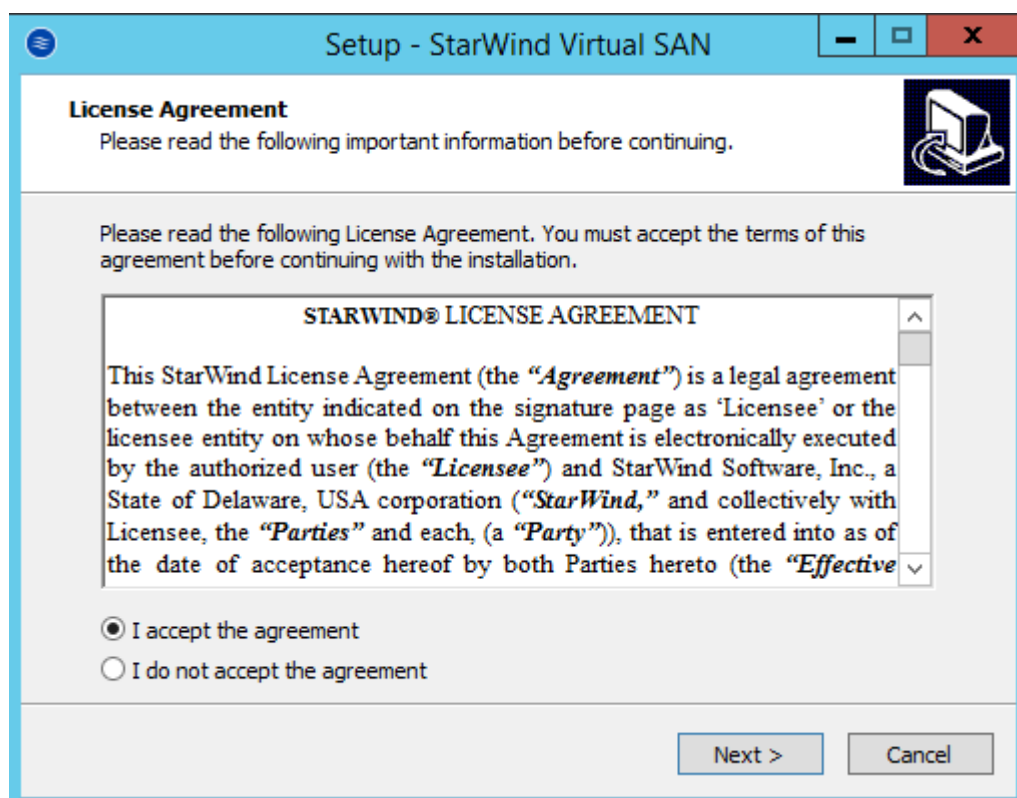 Setup - StarWind Virtual SAN
License Agreement
Please read the following important information before continuing.
Please read the following License Agreement. You must accept the terms of this
agreement before continuing with the installation.
STARWIND® LICENSE AGREEMENT
This StarWind License Agreement (the “Agreement”) is a legal agreement
between the entity indicated on the signature page as ‘Licensee’ or the
licensee entity on whose behalf this Agreement is electronically executed
by the authorized user (the “Licensee”) and StarWind Software, Inc., a
State of Delaware, USA corporation (“StarWind,” and collectively with
Licensee, the “Parties” and each, (a “Party”)), that is entered into as of
the date of acceptance hereof by both Parties hereto (the “Effective
I accept the agreement
I do not accept the agreement
Next >
Cancel